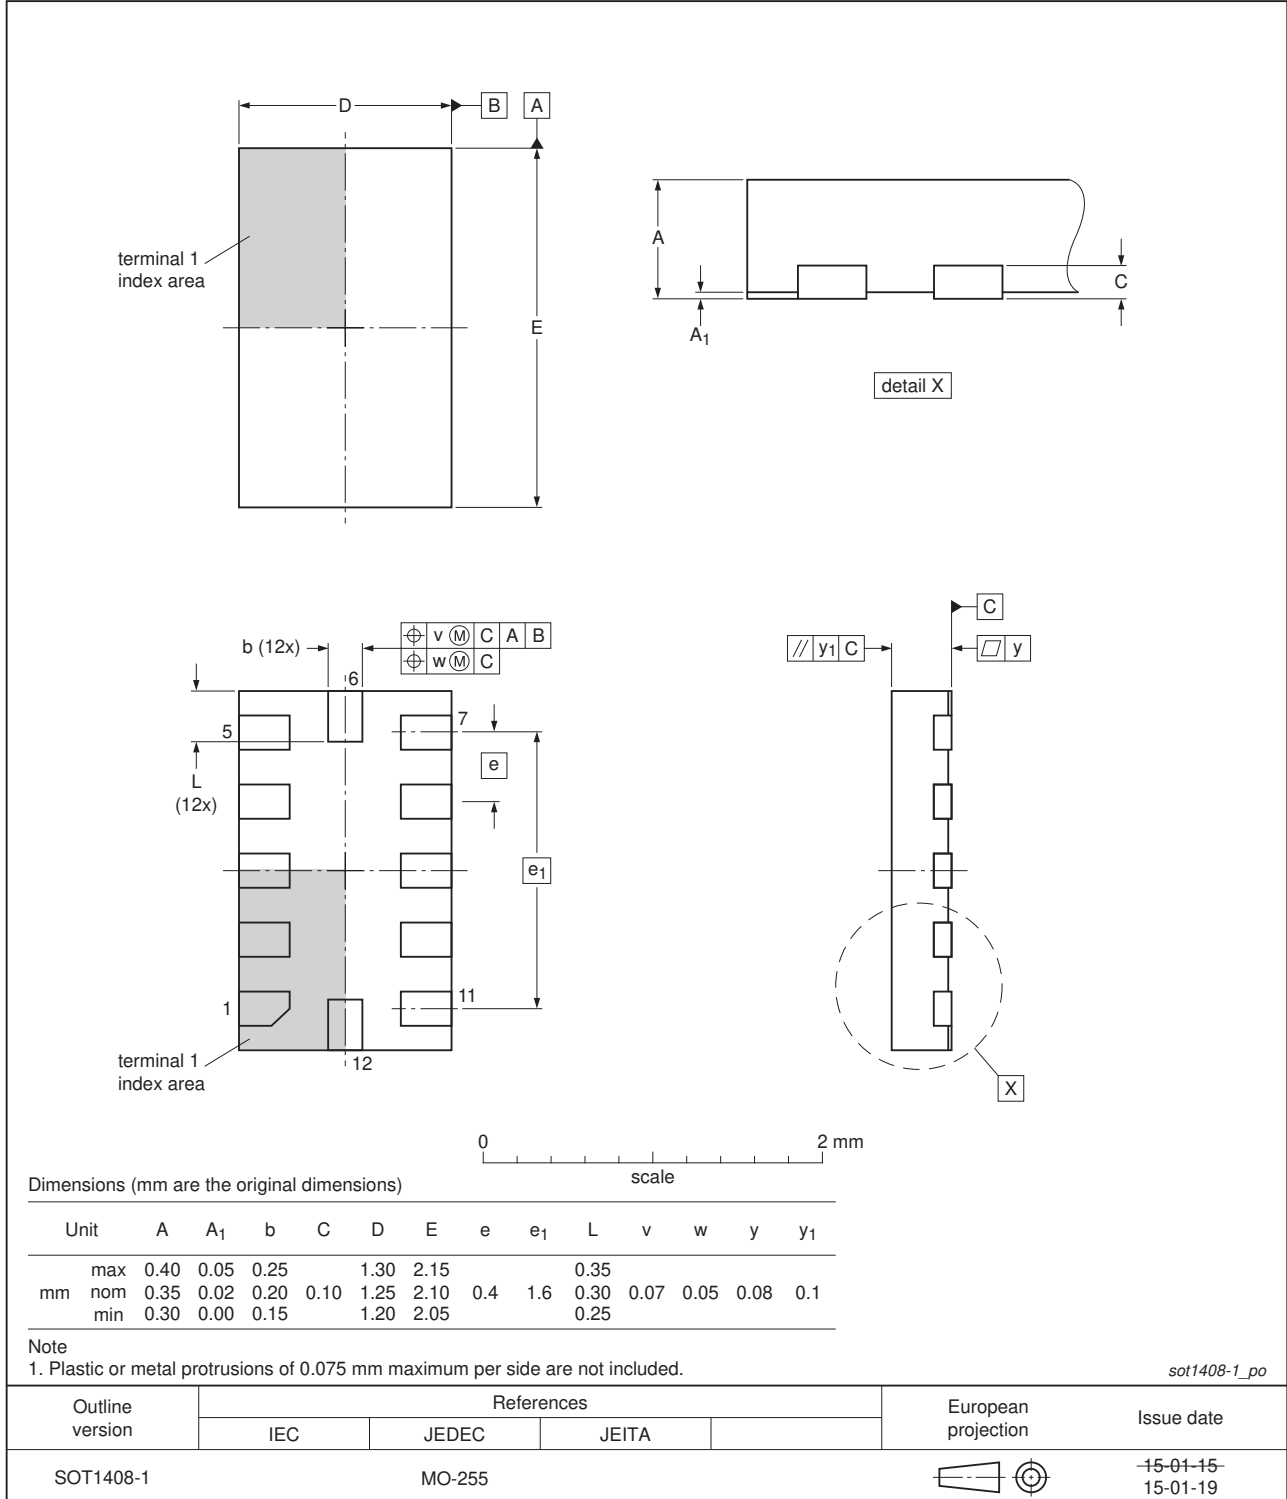 D
B
A
terminal 1
index area
E
A
A1
C
detail X
b (12x)
v M C A B
w M C
6
5
7
L
(12x)
e
e1
1
11
terminal 1
index area
12
C
// y1 C
y
X
0 2 mm
scale
Dimensions (mm are the original dimensions)
Unit A A1 b C D E e e1 L v w y y1
max 0.40 0.05 0.25 1.30 2.15 0.35
mm nom 0.35 0.02 0.20 0.10 1.25 2.10 0.4 1.6 0.30 0.07 0.05 0.08 0.1
min 0.30 0.00 0.15 1.20 2.05 0.25
Note
1. Plastic or metal protrusions of 0.075 mm maximum per side are not included.
sot1408-1_po
Outline
version
References
IEC JEDEC JEITA
European
projection
Issue date
SOT1408-1 MO-255
15-01-15
15-01-19